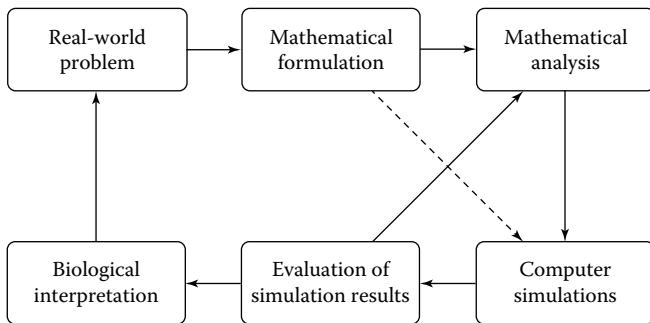 Real-world
problem
Mathematical
formulation
Mathematical
analysis
Biological
interpretation
Evaluation of
simulation results
Computer
simulations